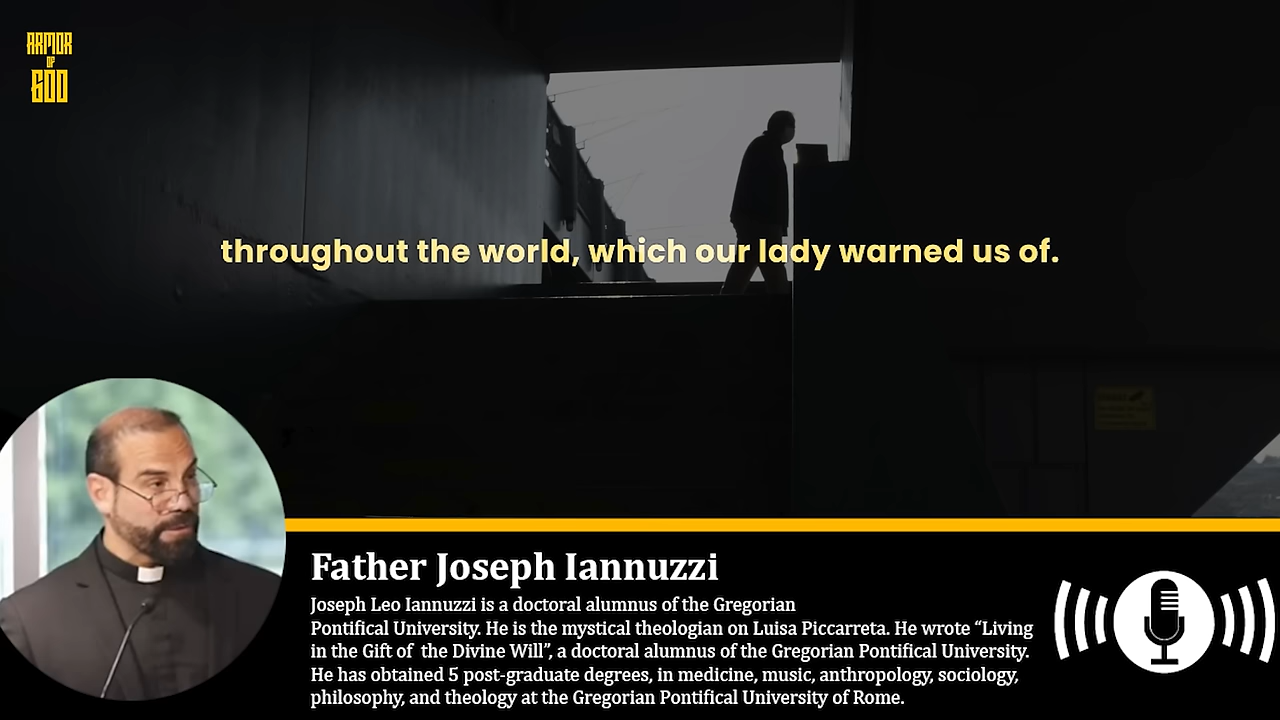 ARMOR
OF
GOD
throughout the world, which our lady warned us of.
Father Joseph Iannuzzi
Joseph Leo Iannuzzi is a doctoral alumnus of the Gregorian
Pontifical University. He is the mystical theologian on Luisa Piccarreta. He wrote “Living
in the Gift of the Divine Will”, a doctoral alumnus of the Gregorian Pontifical University.
He has obtained 5 post-graduate degrees, in medicine, music, anthropology, sociology,
philosophy, and theology at the Gregorian Pontifical University of Rome.